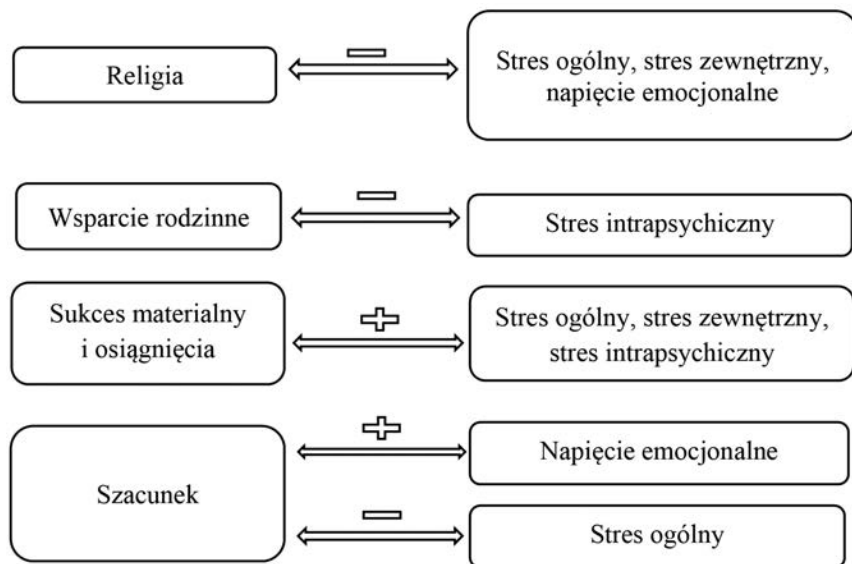 Religia
Stres ogólny, stres zewnętrzny,
napięcie emocjonalne
Wsparcie rodzinne
Stres intrapsychiczny
Sukces materialny
i osiągnięcia
Stres ogólny, stres zewnętrzny,
stres intrapsychiczny
Szacunek
Napięcie emocjonalne
Stres ogólny